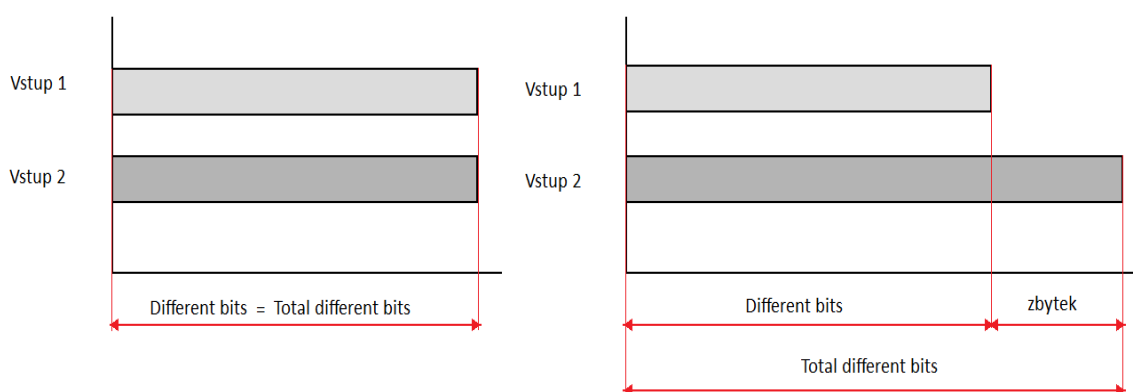 Vstup 1
Vstup 2
Different bits = Total different bits
Vstup 1
Vstup 2
Different bits
zbytek
Total different bits